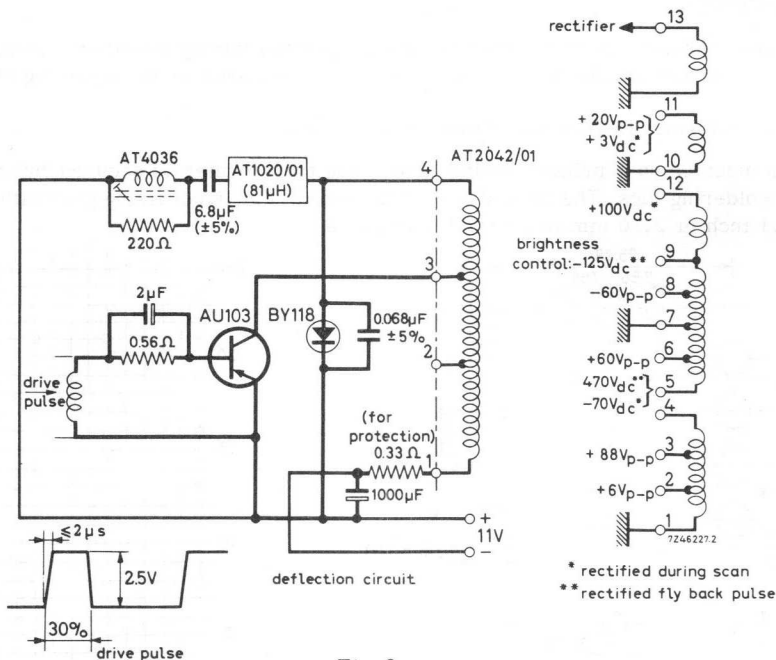 13
rectifier
11
+ 20Vp-p
+ 3Vdc*
10
12
+100Vdc*
brightness
control:-125Vdc**
9
8
-60Vp-p
7
+60Vp-p
6
470Vdc**
5
-70Vdc*
4
3
+ 88Vp-p
2
+6Vp-p
1
7Z46227.2
* rectified during scan
** rectified fly back pulse
AT2042/01
AT4036
AT1020/01
(81µH)
6.8µF
(±5%)
220Ω
4
3
2µF
AU103
BY118
0.068µF
±5%
0.56Ω
2
drive
pulse
(for
protection)
0.33Ω
1
1000µF
+
11V
-
≤2µs
2.5V
deflection circuit
30%
drive pulse